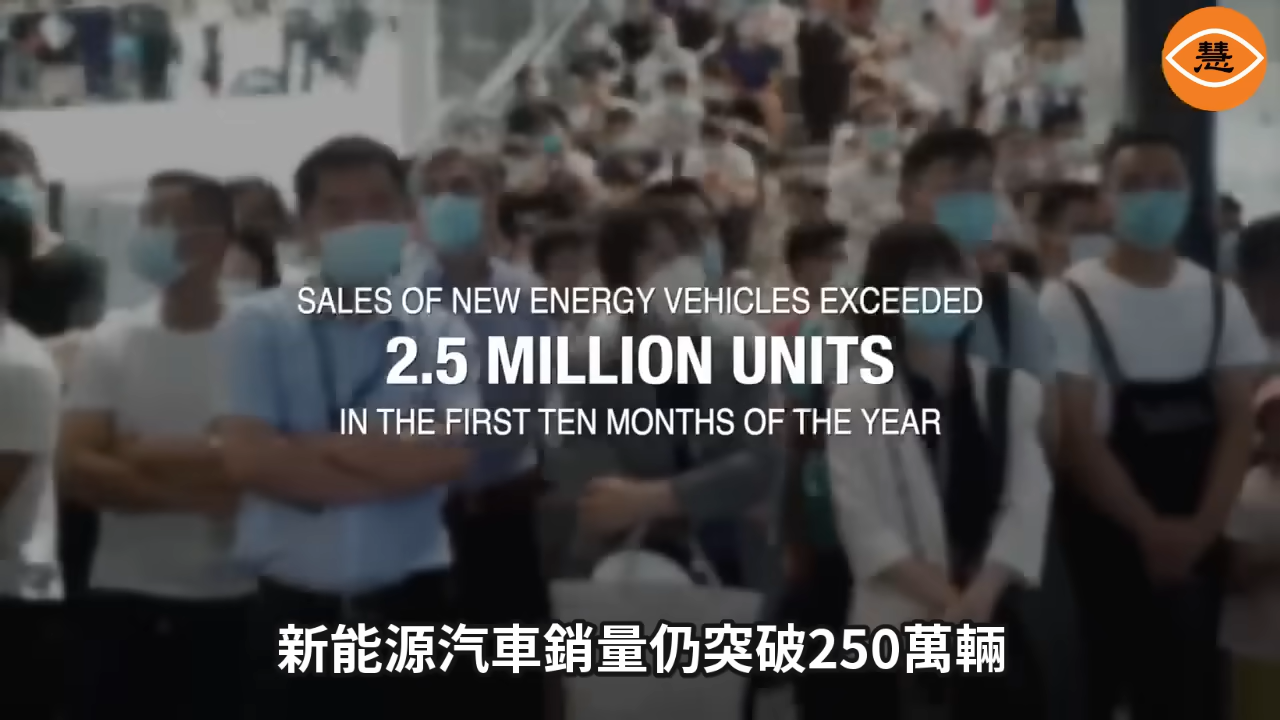 慧
SALES OF NEW ENERGY VEHICLES EXCEEDED
2.5 MILLION UNITS
IN THE FIRST TEN MONTHS OF THE YEAR
新能源汽車銷量仍突破250萬輛